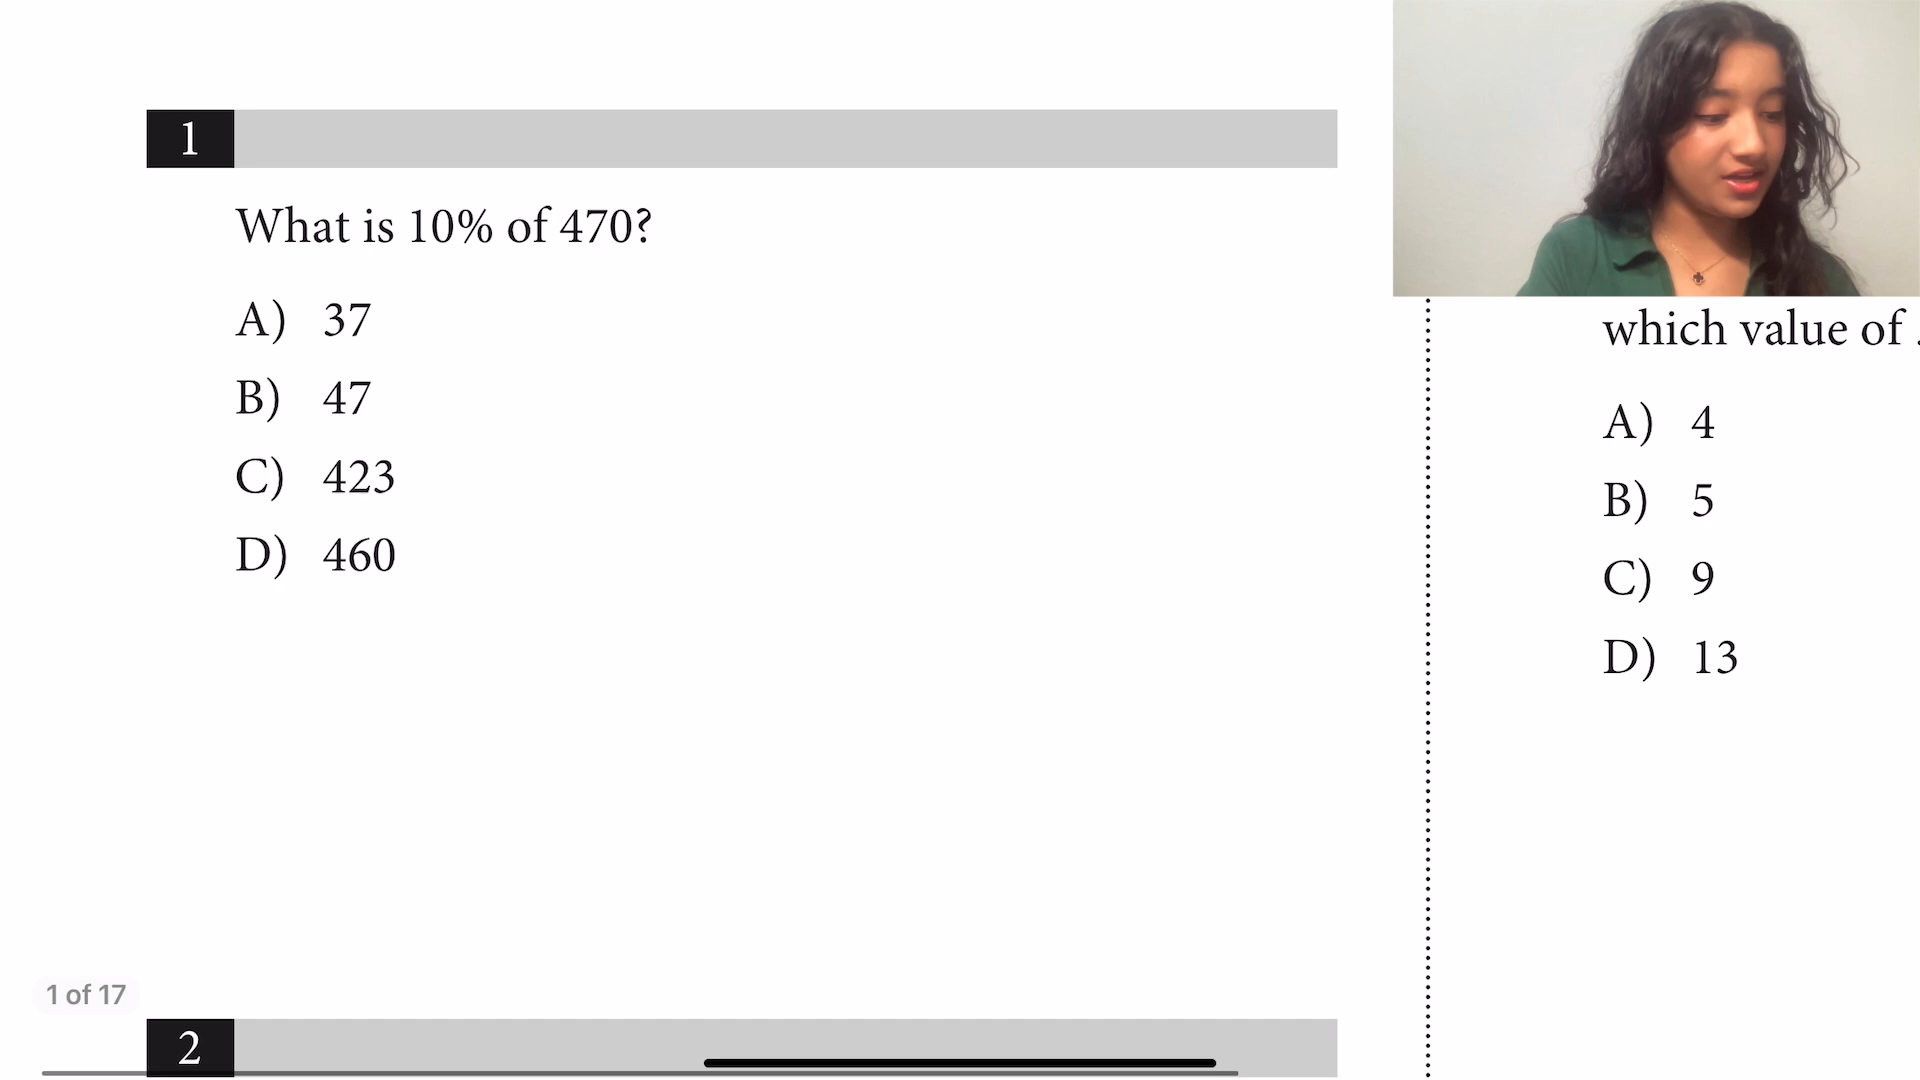 1
What is 10% of 470?
A) 37
B) 47
C) 423
D) 460
1 of 17
2
which value of
A) 4
B) 5
C) 9
D) 13